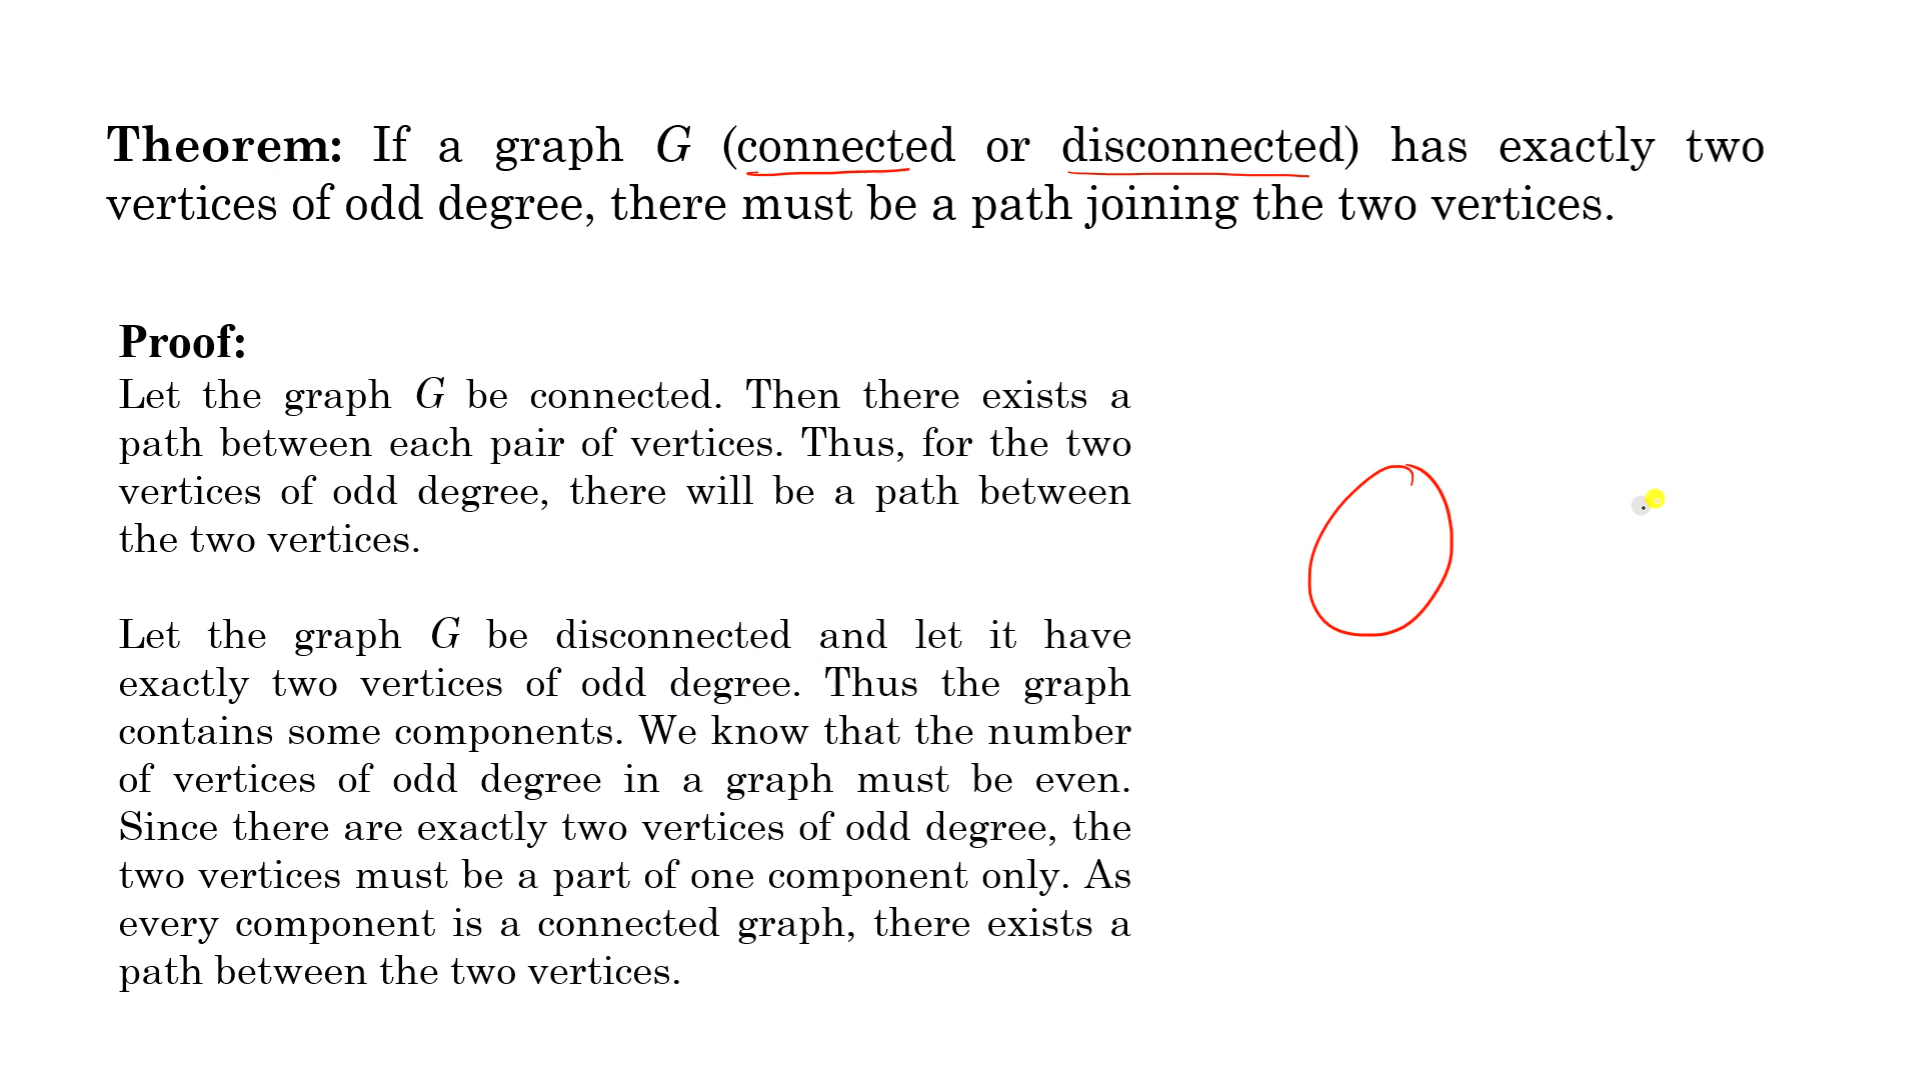 Theorem: If a graph G (connected or disconnected) has exactly two
vertices of odd degree, there must be a path joining the two vertices.
Proof:
Let the graph G be connected. Then there exists a
path between each pair of vertices. Thus, for the two
vertices of odd degree, there will be a path between
the two vertices.
Let the graph G be disconnected and let it have
exactly two vertices of odd degree. Thus the graph
contains some components. We know that the number
of vertices of odd degree in a graph must be even.
Since there are exactly two vertices of odd degree, the
two vertices must be a part of one component only. As
every component is a connected graph, there exists a
path between the two vertices.